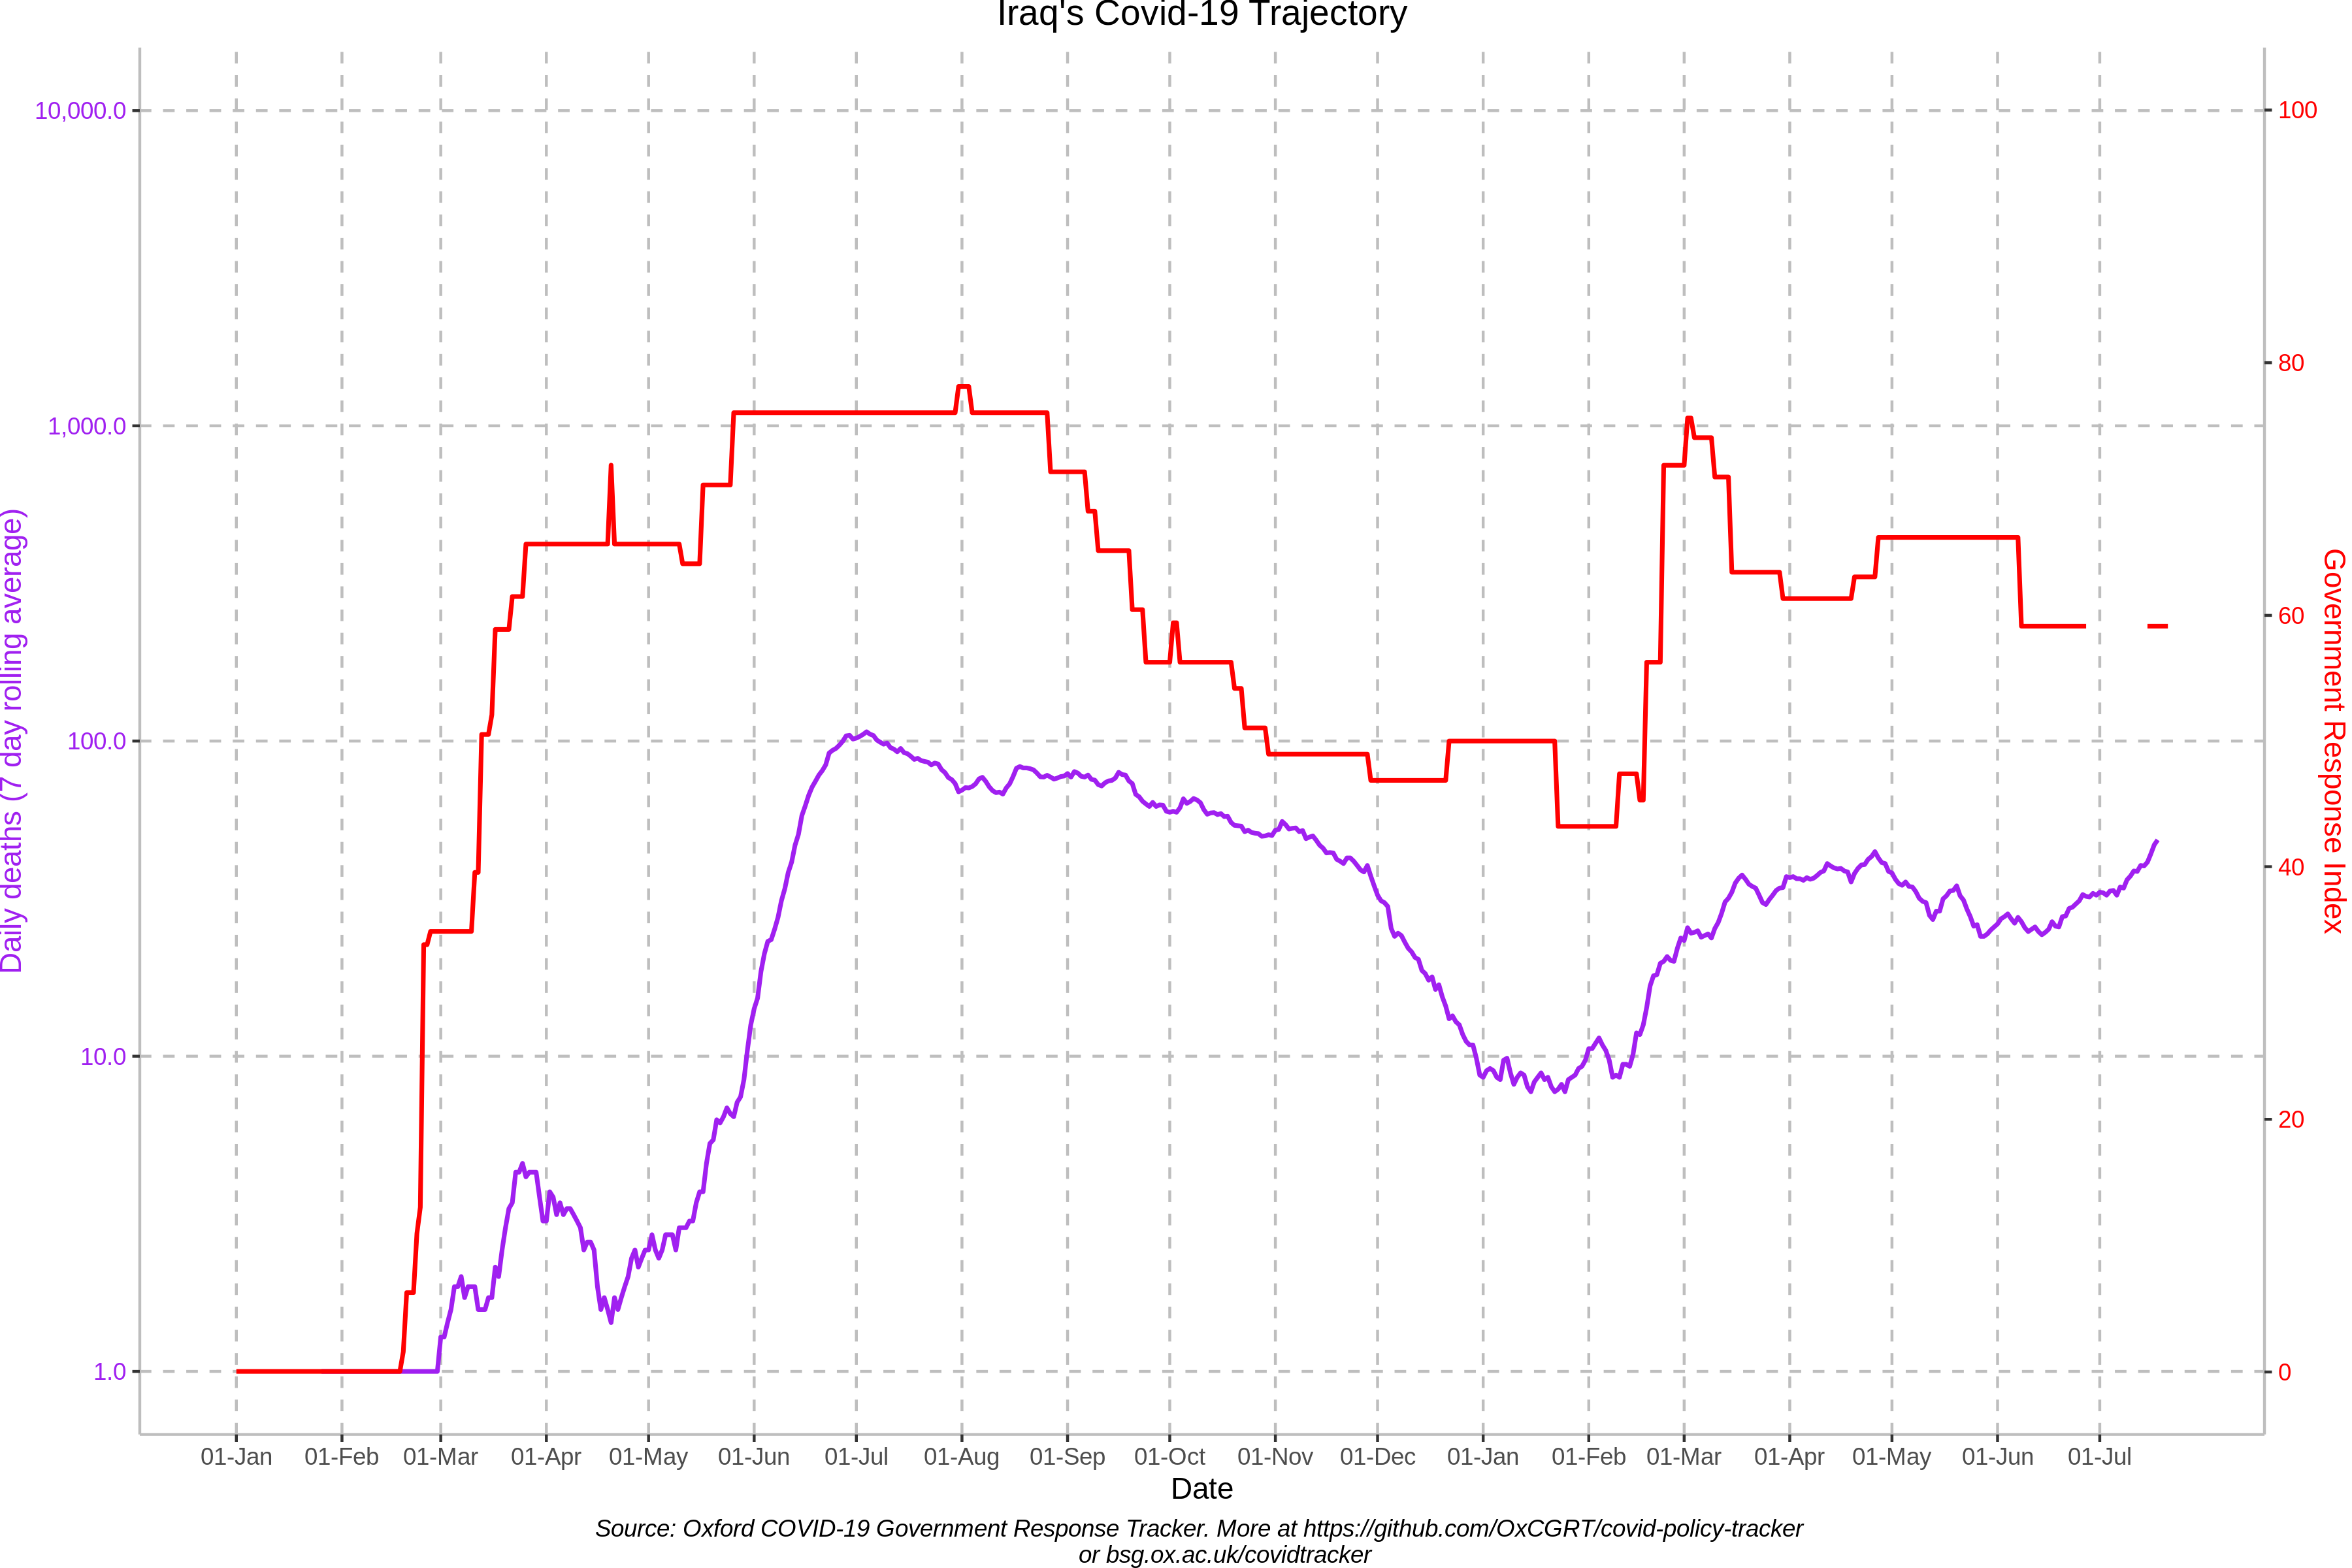 Iraq's Covid-19 Trajectory
10,000.0
1,000.0
100.0
10.0
1.0
Daily deaths (7 day rolling average)
100
80
60
40
20
0
Government Response Index
01-Jan 01-Feb 01-Mar 01-Apr 01-May 01-Jun 01-Jul 01-Aug 01-Sep 01-Oct 01-Nov 01-Dec 01-Jan 01-Feb 01-Mar 01-Apr 01-May 01-Jun 01-Jul
Date
Source: Oxford COVID-19 Government Response Tracker. More at https://github.com/OxCGRT/covid-policy-tracker
or bsg.ox.ac.uk/covidtracker